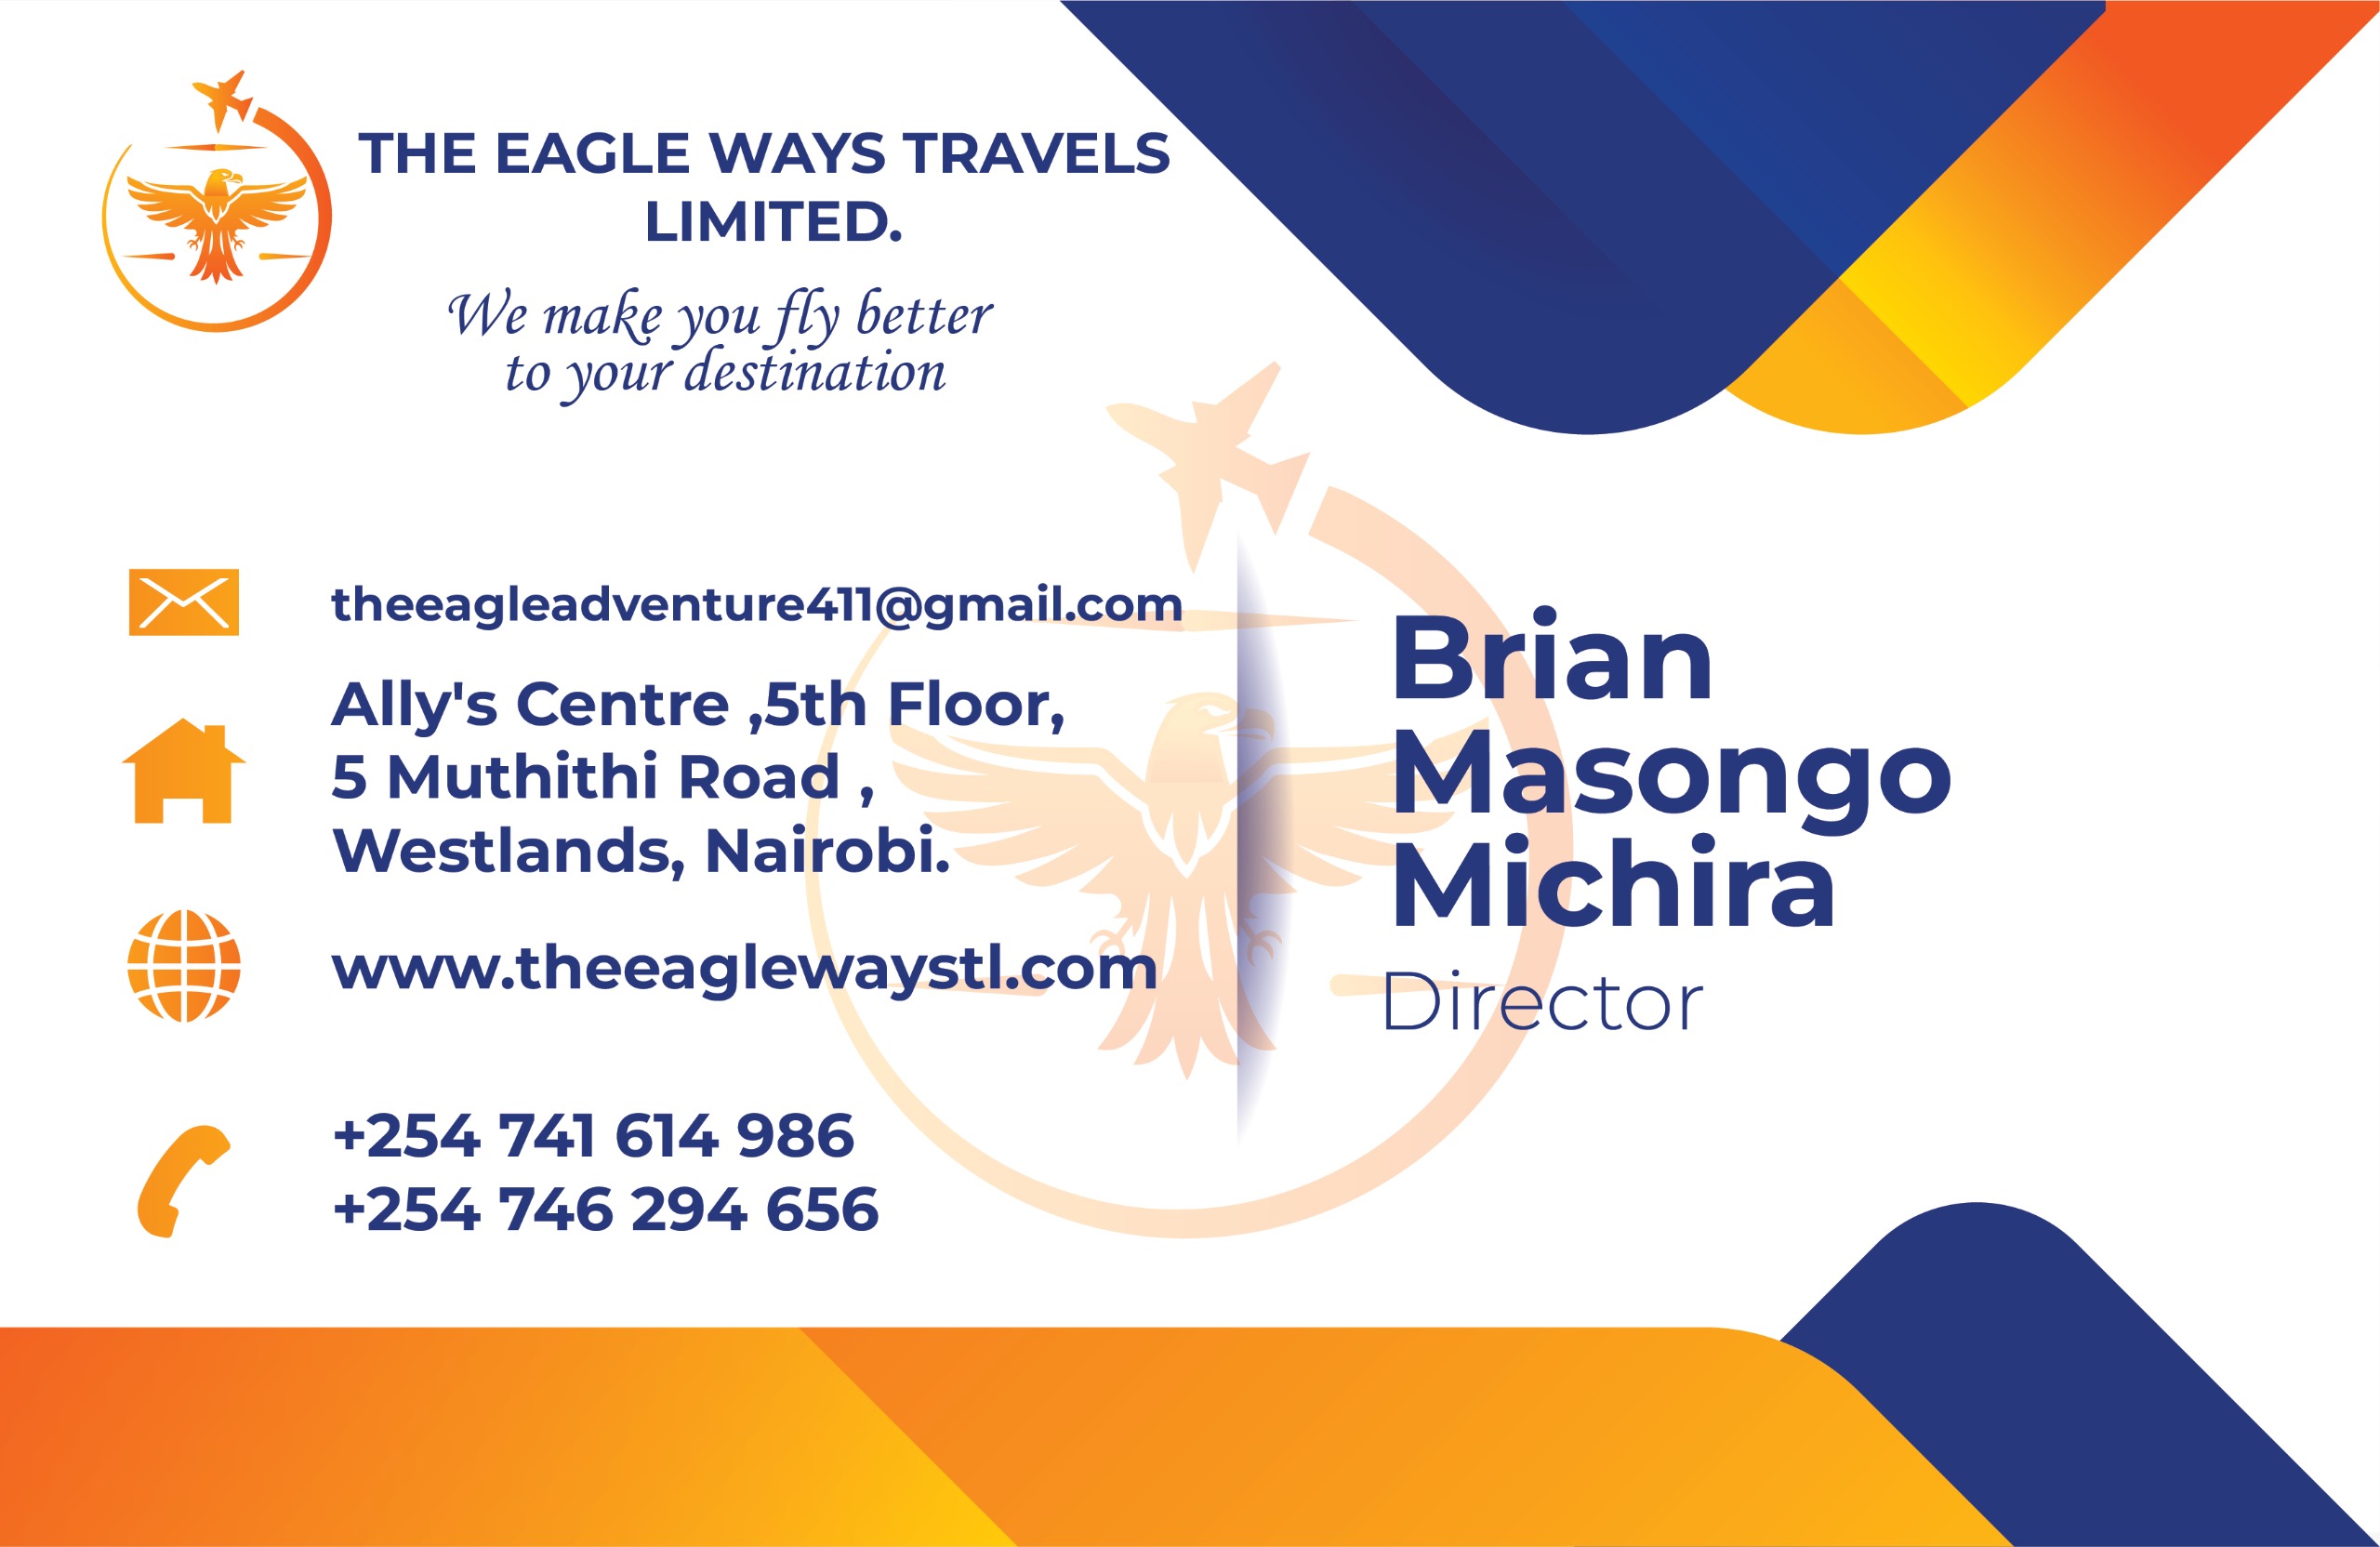 THE EAGLE WAYS TRAVELS
LIMITED.
We make you fly better
to your destination
theeagleadventure411@gmail.com
Ally's Centre ,5th Floor,
5 Muthithi Road ,
Westlands, Nairobi.
www.theeaglewaystl.com
+254 741 614 986
+254 746 294 656
Brian
Masongo
Michira
Director